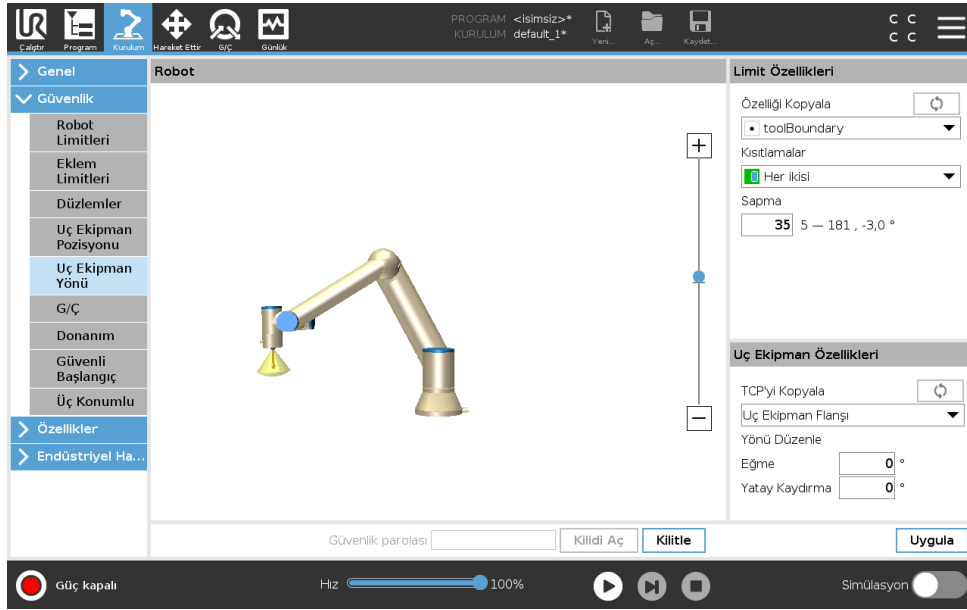 UR
PROGRAM <isimsiz>*
KURULUM default_1*
Çalıştır
Program
Kurulum
Hareket Ettir
G/Ç
Günlük
Yeni...
Aç...
Kaydet...
C C
C C
Genel
Güvenlik
Robot
Limitleri
Eklem
Limitleri
Düzlemler
Uç Ekipman
Pozisyonu
Uç Ekipman
Yönü
G/Ç
Donanım
Güvenli
Başlangıç
Üç Konumlu
Özellikler
Endüstriyel Ha...
Robot
Limit Özellikleri
Özelliği Kopyala
toolBoundary
Kısıtlamalar
Her ikisi
Sapma
35 5 — 181 , -3,0 °
Uç Ekipman Özellikleri
TCP'yi Kopyala
Uç Ekipman Flanşı
Yönü Düzenle
Eğme 0 °
Yatay Kaydırma 0 °
Güvenlik parolası Kilidi Aç Kilitle Uygula
Güç kapalı
Hız 100%
Simülasyon